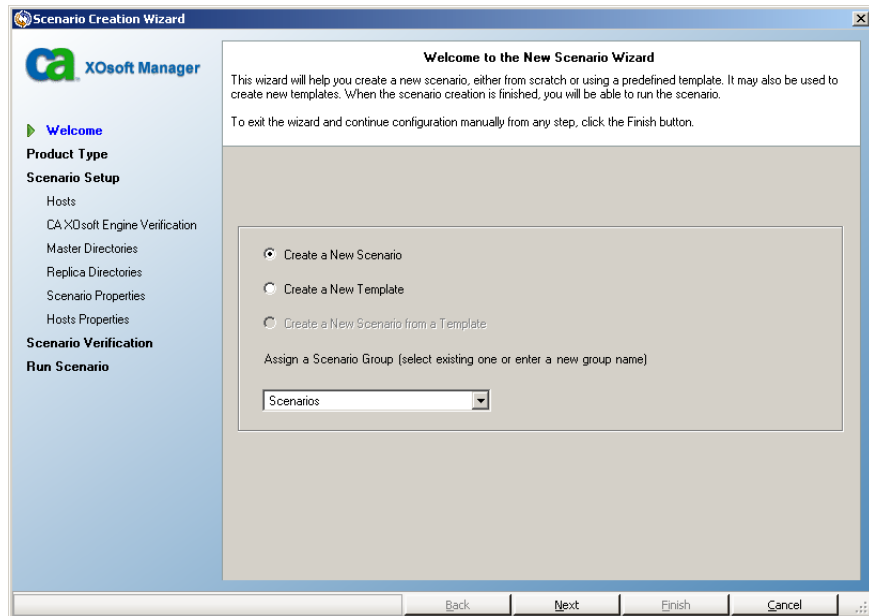 Scenario Creation Wizard
ca XOsoft Manager
Welcome
Product Type
Scenario Setup
Hosts
CA XOsoft Engine Verification
Master Directories
Replica Directories
Scenario Properties
Hosts Properties
Scenario Verification
Run Scenario
Welcome to the New Scenario Wizard
This wizard will help you create a new scenario, either from scratch or using a predefined template. It may also be used to
create new templates. When the scenario creation is finished, you will be able to run the scenario.
To exit the wizard and continue configuration manually from any step, click the Finish button.
Create a New Scenario
Create a New Template
Create a New Scenario from a Template
Assign a Scenario Group (select existing one or enter a new group name)
Scenarios
Back Next Finish Cancel